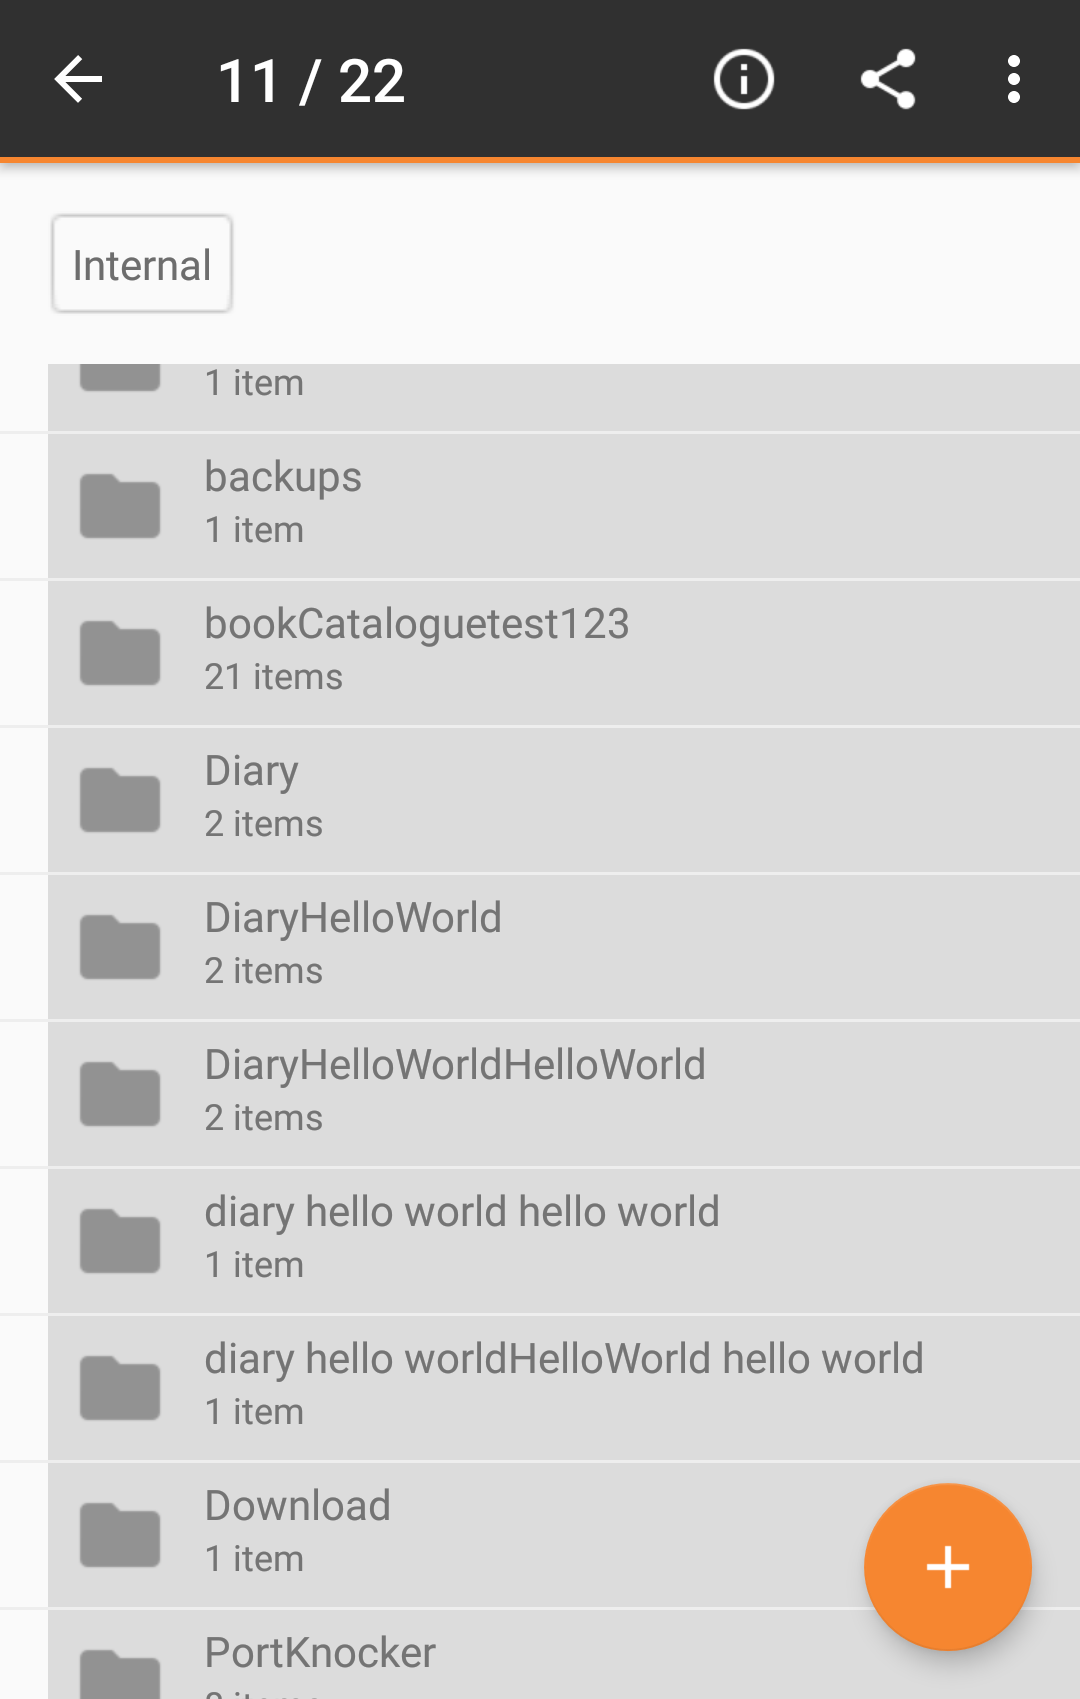 11 / 22
Internal
1 item
backups
1 item
bookCataloguetest123
21 items
Diary
2 items
DiaryHelloWorld
2 items
DiaryHelloWorldHelloWorld
2 items
diary hello world hello world
1 item
diary hello worldHelloWorld hello world
1 item
Download
1 item
PortKnocker